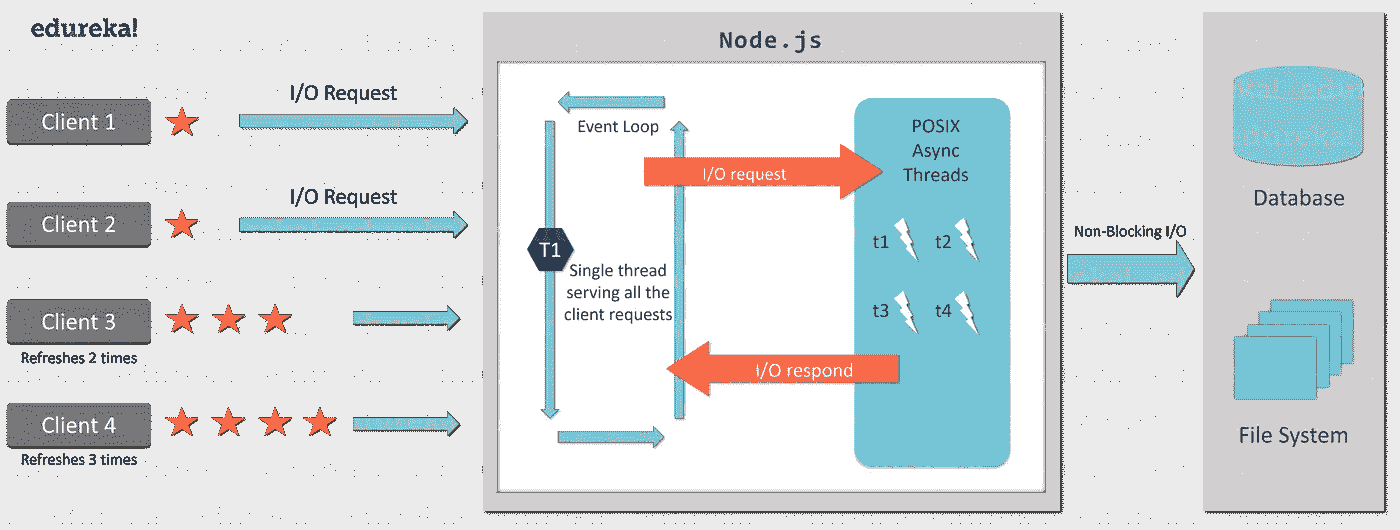 edureka!
Node.js
Client 1
I/O Request
Client 2
I/O Request
Client 3
Refreshes 2 times
Client 4
Refreshes 3 times
Event Loop
T1
Single thread
serving all the
client requests
I/O request
I/O respond
POSIX
Async
Threads
t1 t2
t3 t4
Non-Blocking I/O
Database
File System